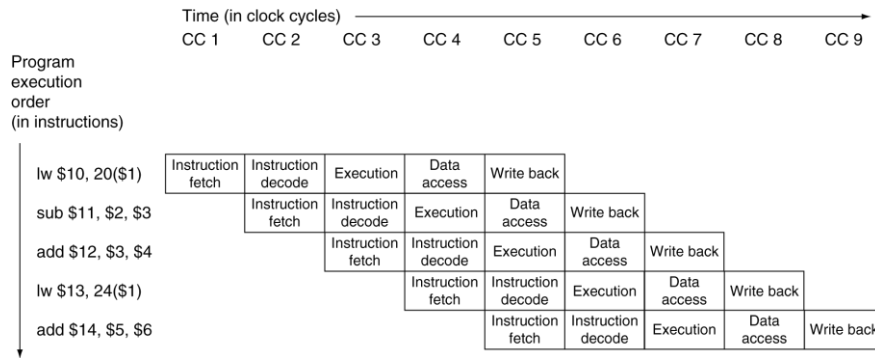 Time (in clock cycles)
CC 1 CC 2 CC 3 CC 4 CC 5 CC 6 CC 7 CC 8 CC 9
Program
execution
order
(in instructions)
lw $10, 20($1) Instruction fetch Instruction decode Execution Data access Write back
sub $11, $2, $3 Instruction fetch Instruction decode Execution Data access Write back
add $12, $3, $4 Instruction fetch Instruction decode Execution Data access Write back
lw $13, 24($1) Instruction fetch Instruction decode Execution Data access Write back
add $14, $5, $6 Instruction fetch Instruction decode Execution Data access Write back